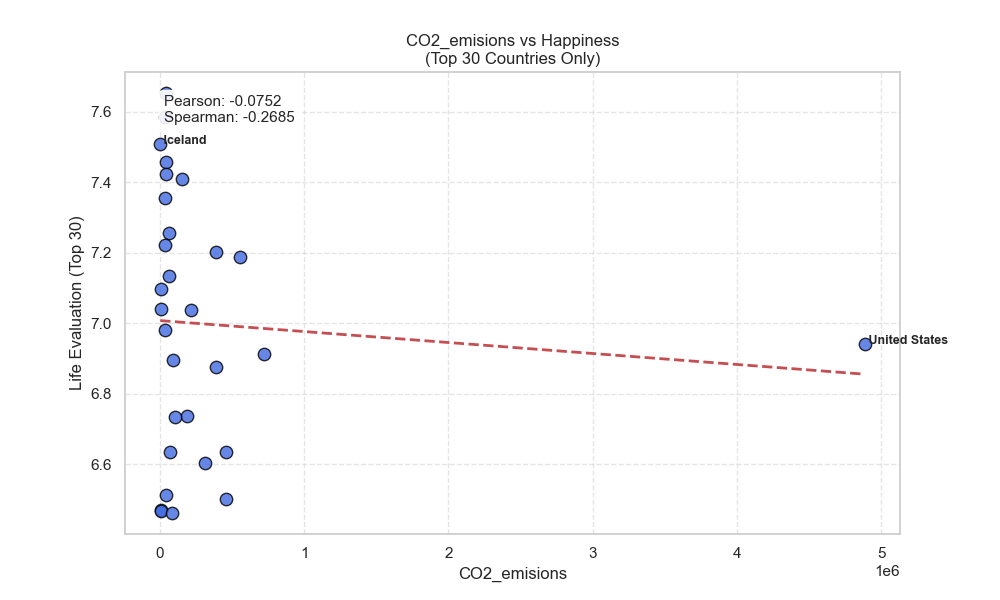 CO2_emisions vs Happiness
(Top 30 Countries Only)
Pearson: -0.0752
Spearman: -0.2685
Iceland
United States
Life Evaluation (Top 30)
7.6
7.4
7.2
7.0
6.8
6.6
0
1
2
3
4
5
1e6
CO2_emisions